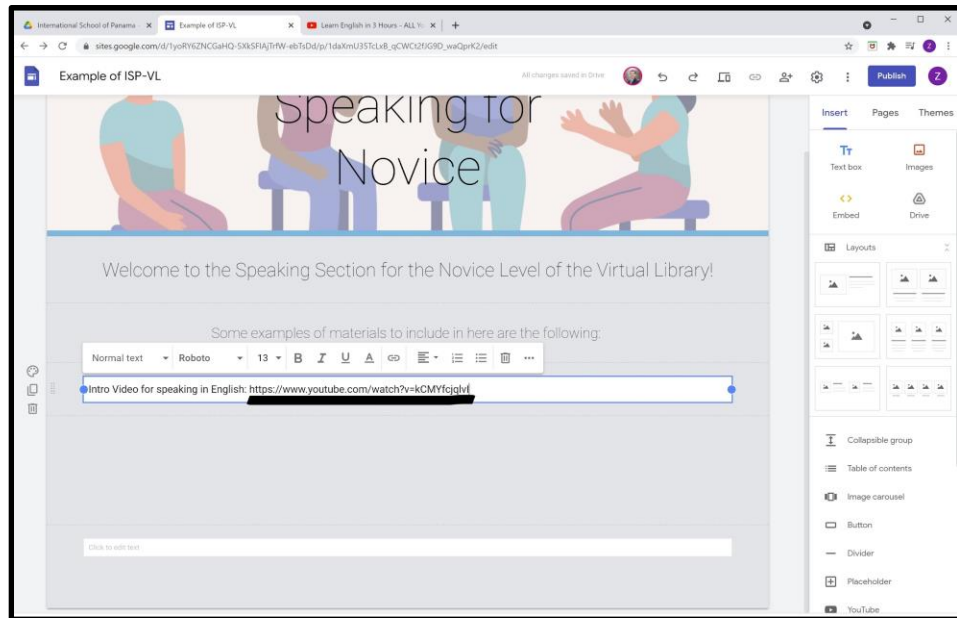 International School of Panama -
Example of ISP-VL
Learn English in 3 Hours - ALL
sites.google.com/d/1yoRY6ZNCGaHQ-SXkSFIAjTrfW-ebTsDd/p/1daXmU35TcLxB_qCWCt2fJG9D_waQprK2/edit
Z
Example of ISP-VL
All changes saved in Drive
Publish
Z
Speaking for
Novice
Welcome to the Speaking Section for the Novice Level of the Virtual Library!
Some examples of materials to include in here are the following:
Normal text
Roboto
13
B I U A
Intro Video for speaking in English: https://www.youtube.com/watch?v=kCMYfcjqlvI
Click to edit text
Insert Pages Themes
Tт
Text box Images
Embed Drive
Layouts
Collapsible group
Table of contents
Image carousel
Button
Divider
Placeholder
YouTube